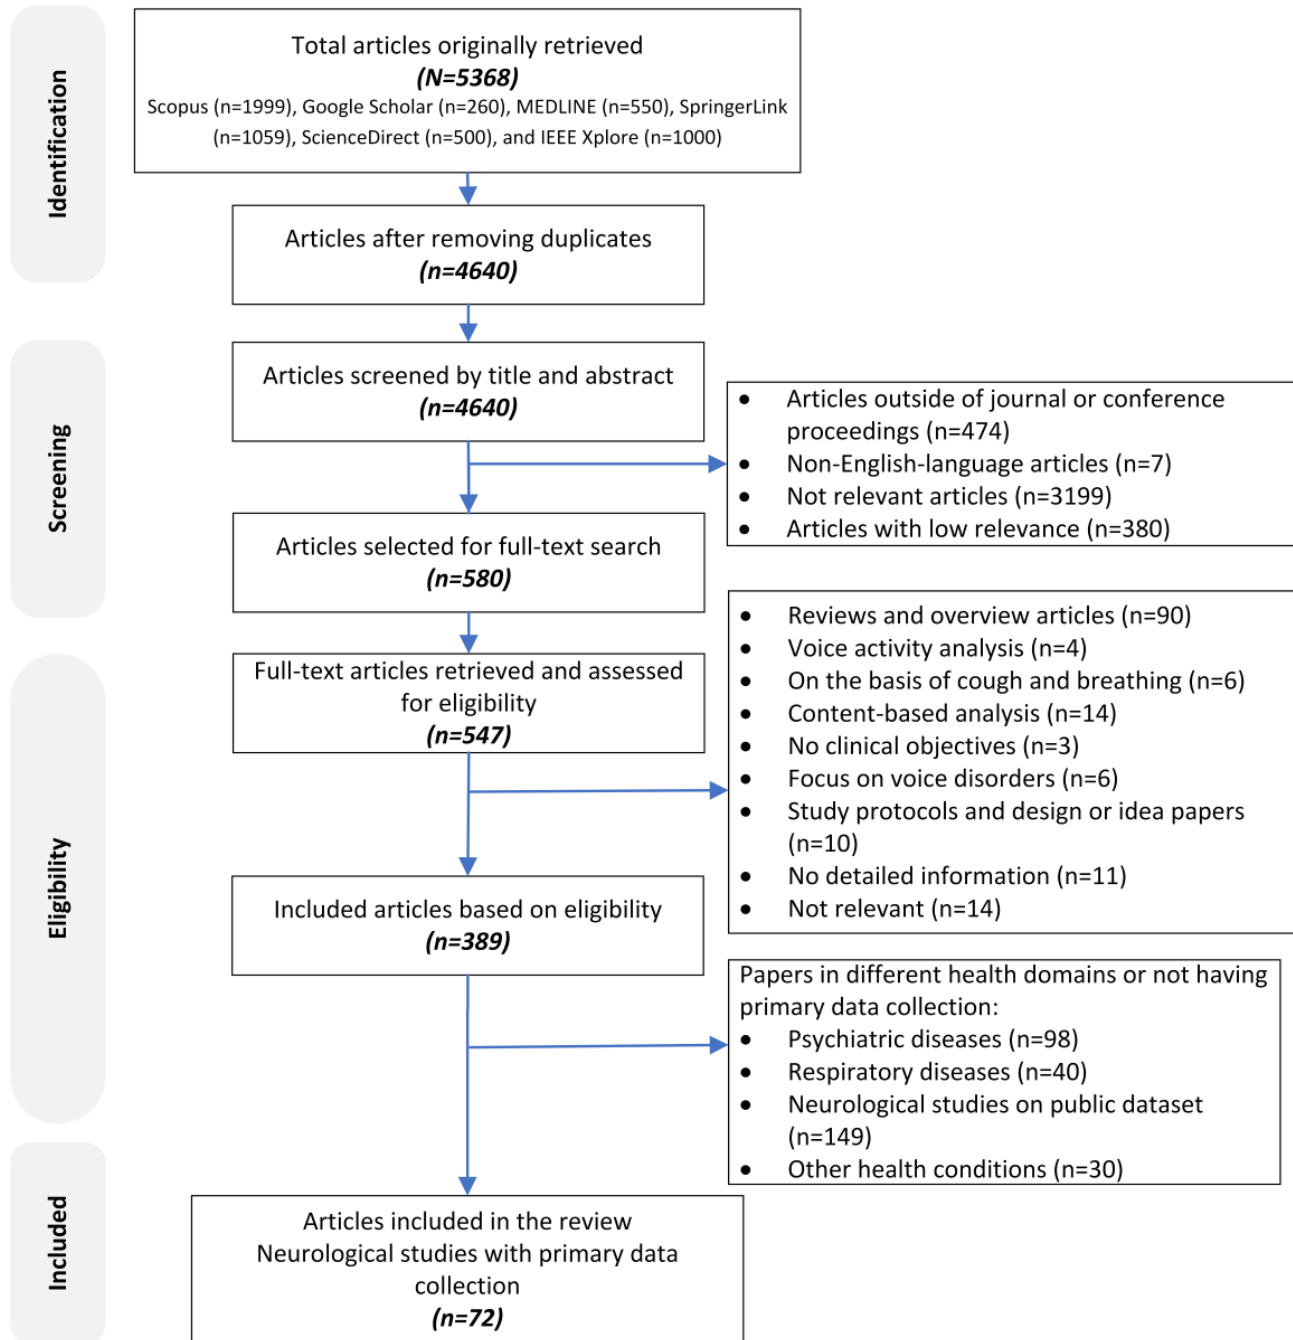 Identification
Total articles originally retrieved
(N=5368)
Scopus (n=1999), Google Scholar (n=260), MEDLINE (n=550), SpringerLink
(n=1059), ScienceDirect (n=500), and IEEE Xplore (n=1000)
Articles after removing duplicates
(n=4640)
Screening
Articles screened by title and abstract
(n=4640)
• Articles outside of journal or conference
proceedings (n=474)
• Non-English-language articles (n=7)
• Not relevant articles (n=3199)
• Articles with low relevance (n=380)
Articles selected for full-text search
(n=580)
Eligibility
Full-text articles retrieved and assessed
for eligibility
(n=547)
• Reviews and overview articles (n=90)
• Voice activity analysis (n=4)
• On the basis of cough and breathing (n=6)
• Content-based analysis (n=14)
• No clinical objectives (n=3)
• Focus on voice disorders (n=6)
• Study protocols and design or idea papers
(n=10)
• No detailed information (n=11)
• Not relevant (n=14)
Included articles based on eligibility
(n=389)
Papers in different health domains or not having
primary data collection:
• Psychiatric diseases (n=98)
• Respiratory diseases (n=40)
• Neurological studies on public dataset
(n=149)
• Other health conditions (n=30)
Included
Articles included in the review
Neurological studies with primary data
collection
(n=72)